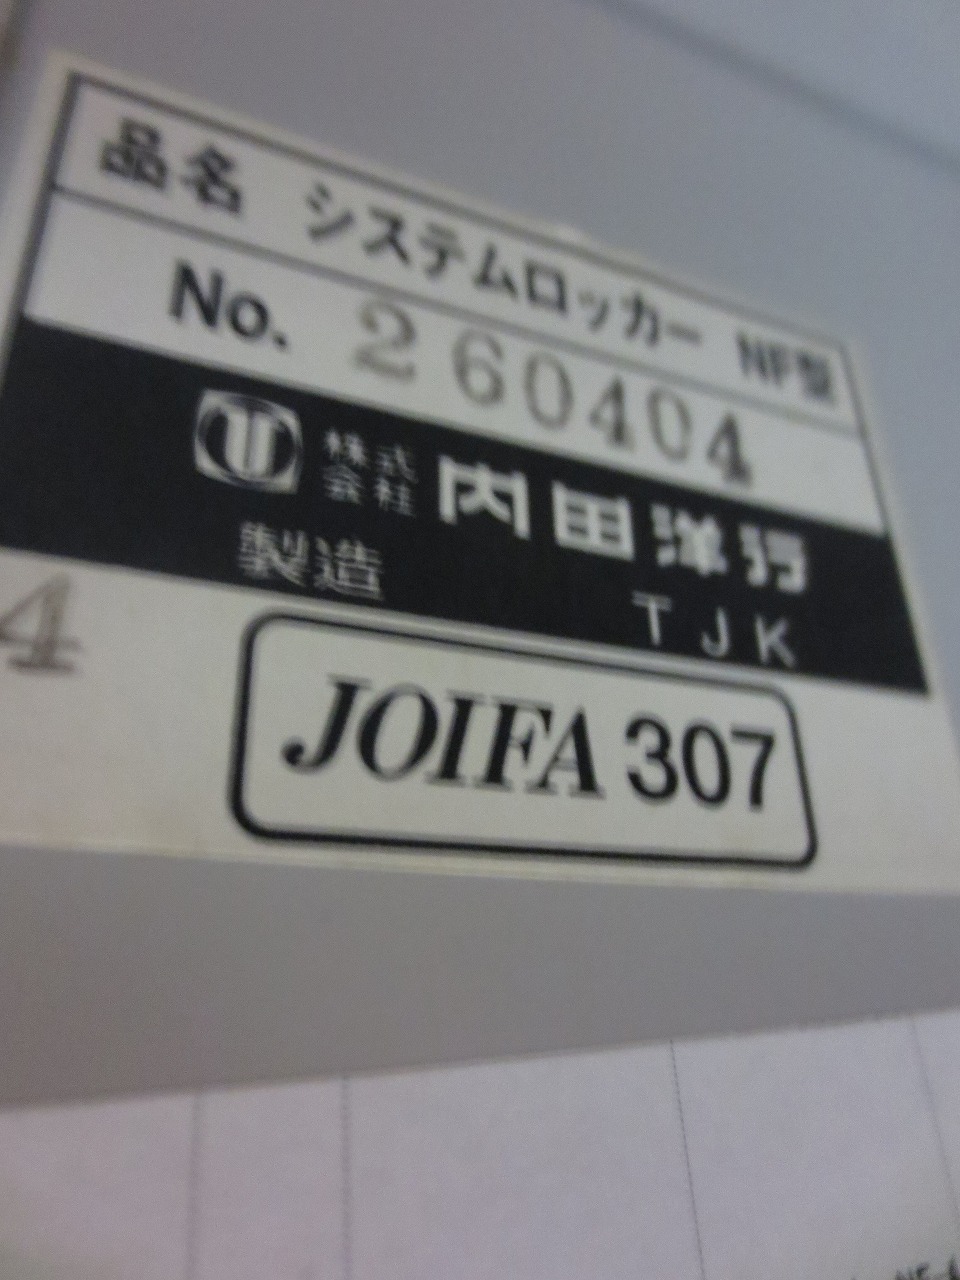 品名 システムロッカー NF型
No. 260404
株式会社 内田洋行
製造 TJK
4
JOIFA 307